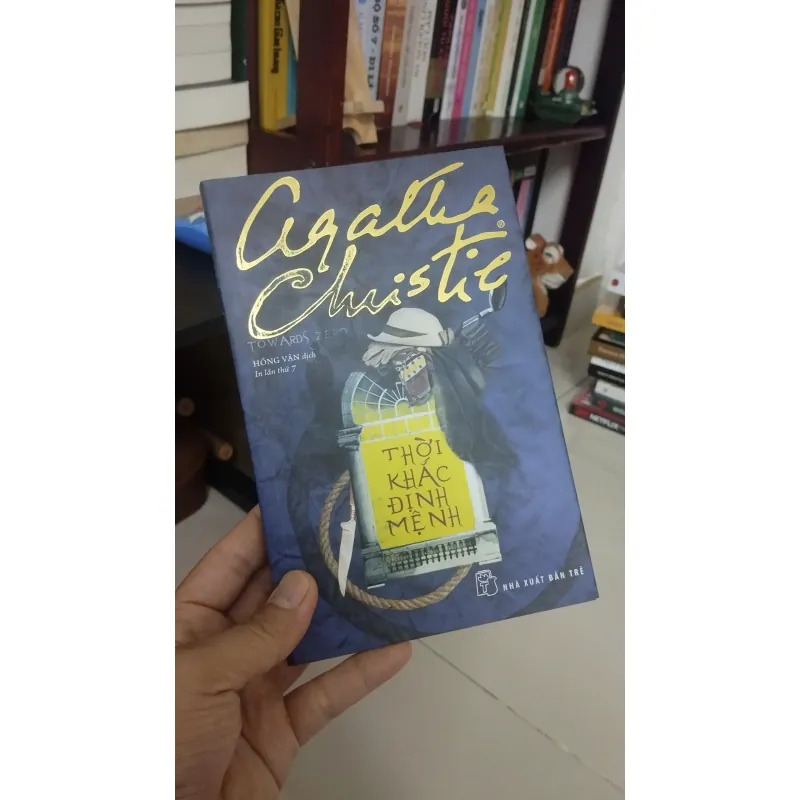 Agatha
Christie
®
TOWARDS ZERO
HỒNG VÂN dịch
In lần thứ 7
THỜI
KHẮC
ĐỊNH
MỆNH
NHÀ XUẤT BẢN TRẺ
NETFLIX